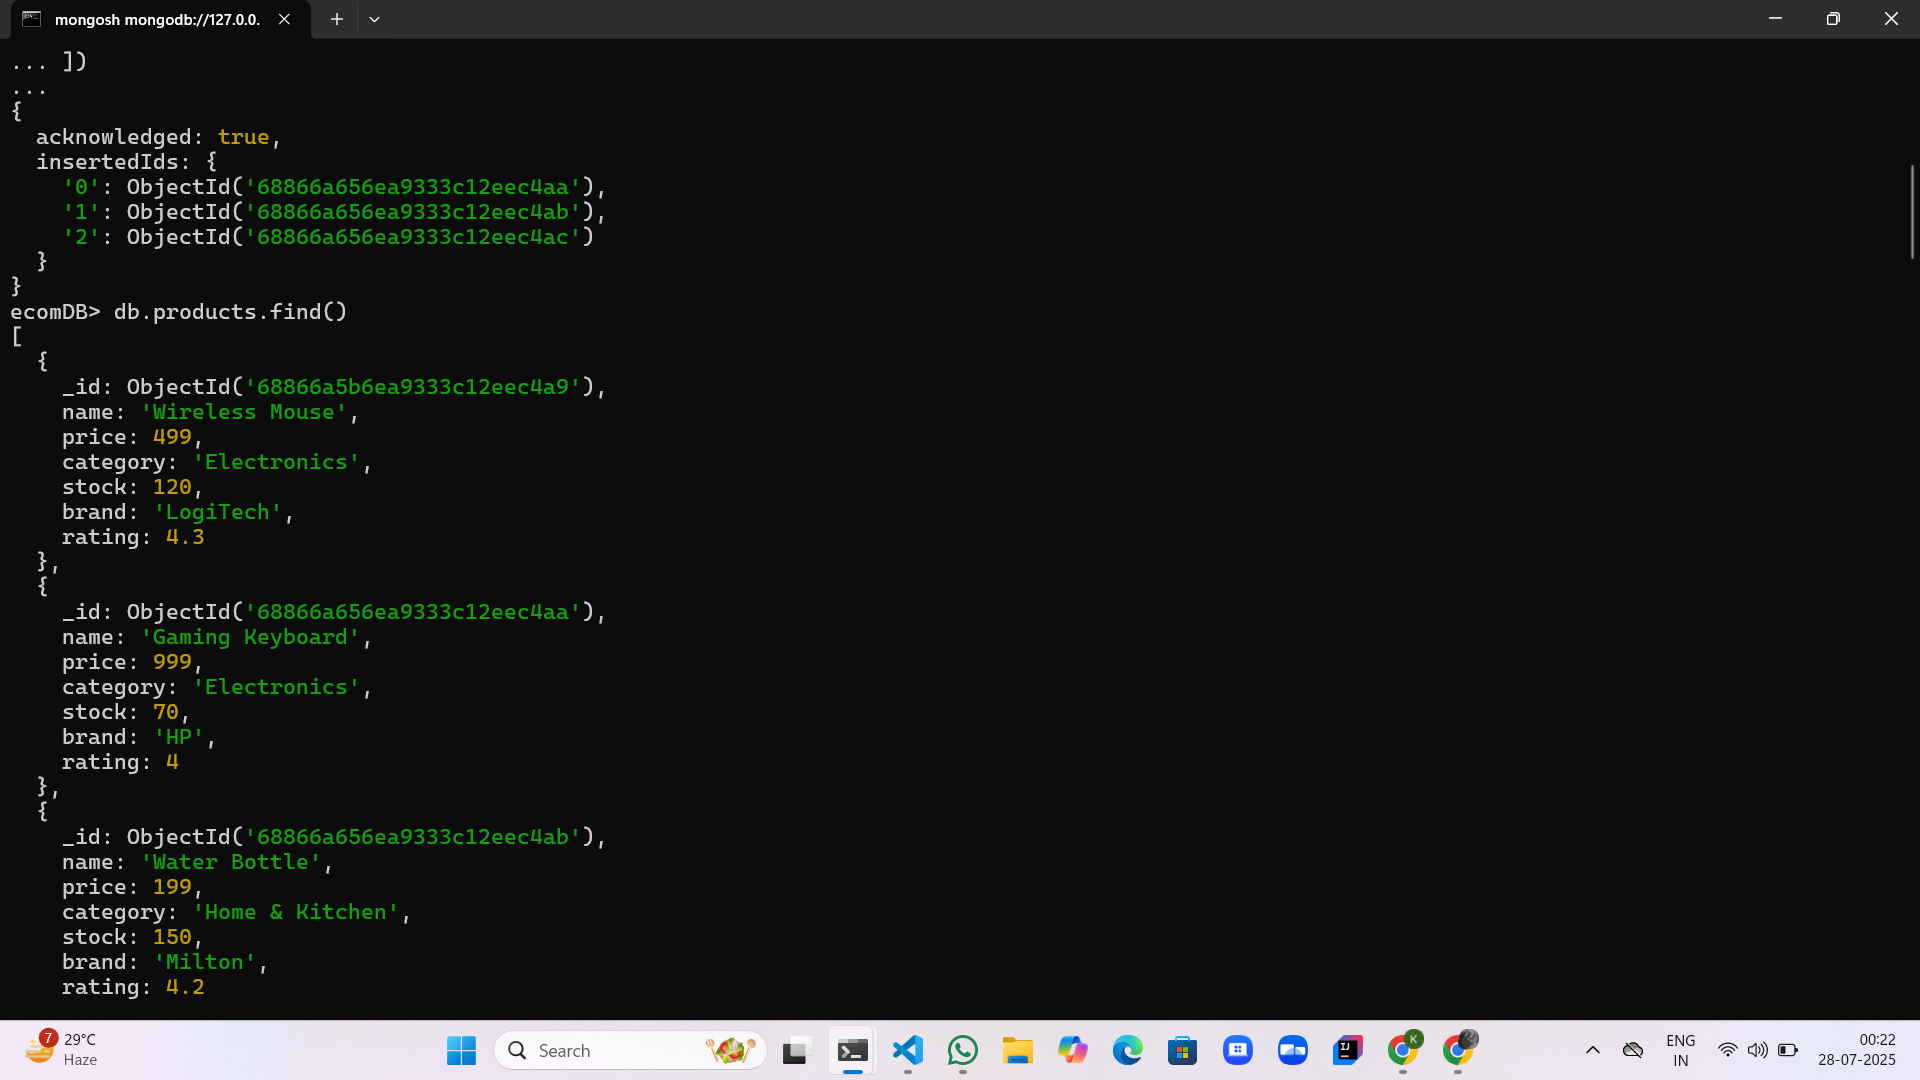 mongosh mongodb://127.0.0.
... ])
...
{
  acknowledged: true,
  insertedIds: {
    '0': ObjectId('68866a656ea9333c12eec4aa'),
    '1': ObjectId('68866a656ea9333c12eec4ab'),
    '2': ObjectId('68866a656ea9333c12eec4ac')
  }
}
ecomDB> db.products.find()
[
  {
    _id: ObjectId('68866a5b6ea9333c12eec4a9'),
    name: 'Wireless Mouse',
    price: 499,
    category: 'Electronics',
    stock: 120,
    brand: 'LogiTech',
    rating: 4.3
  },
  {
    _id: ObjectId('68866a656ea9333c12eec4aa'),
    name: 'Gaming Keyboard',
    price: 999,
    category: 'Electronics',
    stock: 70,
    brand: 'HP',
    rating: 4
  },
  {
    _id: ObjectId('68866a656ea9333c12eec4ab'),
    name: 'Water Bottle',
    price: 199,
    category: 'Home & Kitchen',
    stock: 150,
    brand: 'Milton',
    rating: 4.2
7
29°C
Haze
Search
IJ
K
ENG
IN
00:22
28-07-2025